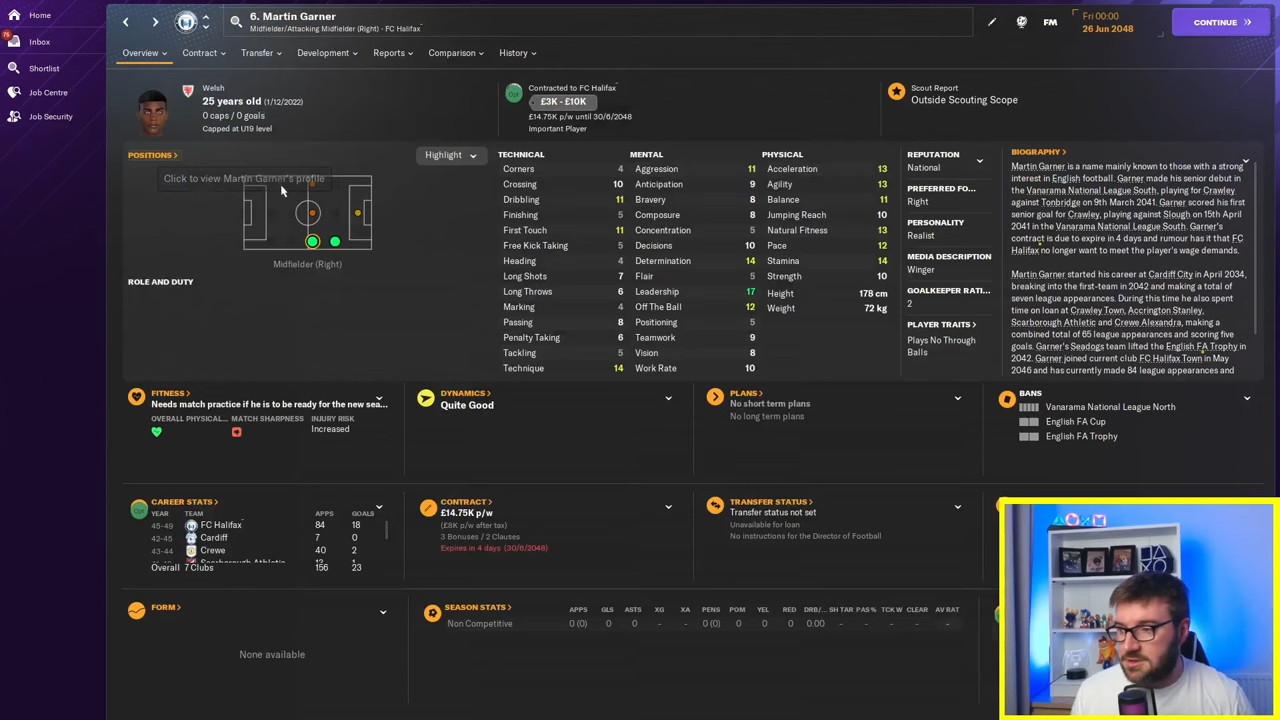 Home
75
Inbox
Shortlist
Job Centre
Job Security
6. Martin Garner
Midfielder/Attacking Midfielder (Right) - FC Halifax
FM
Fri 00:00
26 Jun 2048
CONTINUE
Overview
Contract
Transfer
Development
Reports
Comparison
History
Welsh
25 years old (1/12/2022)
0 caps / 0 goals
Capped at U19 level
Contracted to FC Halifax
£3K - £10K
£14.75K p/w until 30/6/2048
Important Player
Scout Report
Outside Scouting Scope
POSITIONS >
Click to view Martin Garner's profile
Midfielder (Right)
ROLE AND DUTY
Highlight
TECHNICAL
Corners 4
Crossing 10
Dribbling 11
Finishing 5
First Touch 11
Free Kick Taking 5
Heading 4
Long Shots 7
Long Throws 6
Marking 4
Passing 8
Penalty Taking 6
Tackling 5
Technique 14
MENTAL
Aggression 11
Anticipation 9
Bravery 8
Composure 8
Concentration 5
Decisions 10
Determination 14
Flair 5
Leadership 17
Off The Ball 12
Positioning 5
Teamwork 9
Vision 8
Work Rate 10
PHYSICAL
Acceleration 13
Agility 13
Balance 11
Jumping Reach 10
Natural Fitness 13
Pace 12
Stamina 14
Strength 10
Height 178 cm
Weight 72 kg
REPUTATION
National
PREFERRED FO...
Right
PERSONALITY
Realist
MEDIA DESCRIPTION
Winger
GOALKEEPER RATI...
2
PLAYER TRAITS >
Plays No Through
Balls
BIOGRAPHY >
Martin Garner is a name mainly known to those with a strong
interest in English football. Garner made his senior debut in
the Vanarama National League South, playing for Crawley
against Tonbridge on 9th March 2041. Garner scored his first
senior goal for Crawley, playing against Slough on 15th April
2041 in the Vanarama National League South. Garner's
contract is due to expire in 4 days and rumour has it that FC
Halifax no longer want to meet the player's wage demands.
Martin Garner started his career at Cardiff City in April 2034,
breaking into the first-team in 2042 and making a total of
seven league appearances. During this time he also spent
time on loan at Crawley Town, Accrington Stanley,
Scarborough Athletic and Crewe Alexandra, making a
combined total of 65 league appearances and scoring five
goals. Garner's Seadogs team lifted the English FA Trophy in
2042. Garner joined current club FC Halifax Town in May
2046 and has currently made 84 league appearances and
FITNESS >
Needs match practice if he is to be ready for the new sea...
OVERALL PHYSICAL... MATCH SHARPNESS INJURY RISK
Increased
DYNAMICS >
Quite Good
PLANS >
No short term plans
No long term plans
BANS
Vanarama National League North
English FA Cup
English FA Trophy
CAREER STATS >
YEAR TEAM APPS GOALS
45-49 FC Halifax 84 18
42-45 Cardiff 7 0
43-44 Crewe 40 2
Scarborough Athletic
Overall 7 Clubs 156 23
CONTRACT >
£14.75K p/w
(£8K p/w after tax)
3 Bonuses / 2 Clauses
Expires in 4 days: (30/6/2048)
TRANSFER STATUS >
Transfer status not set
Unavailable for loan
No instructions for the Director of Football
FORM >
None available
SEASON STATS >
APPS GLS ASTS XG XA PENS POM YEL RED DRB/... SH TAR PAS % TCK W CLEAR AV RAT
Non Competitive 0 (0) 0 0 - - 0 (0) 0 0 0 0.00 - - - - -